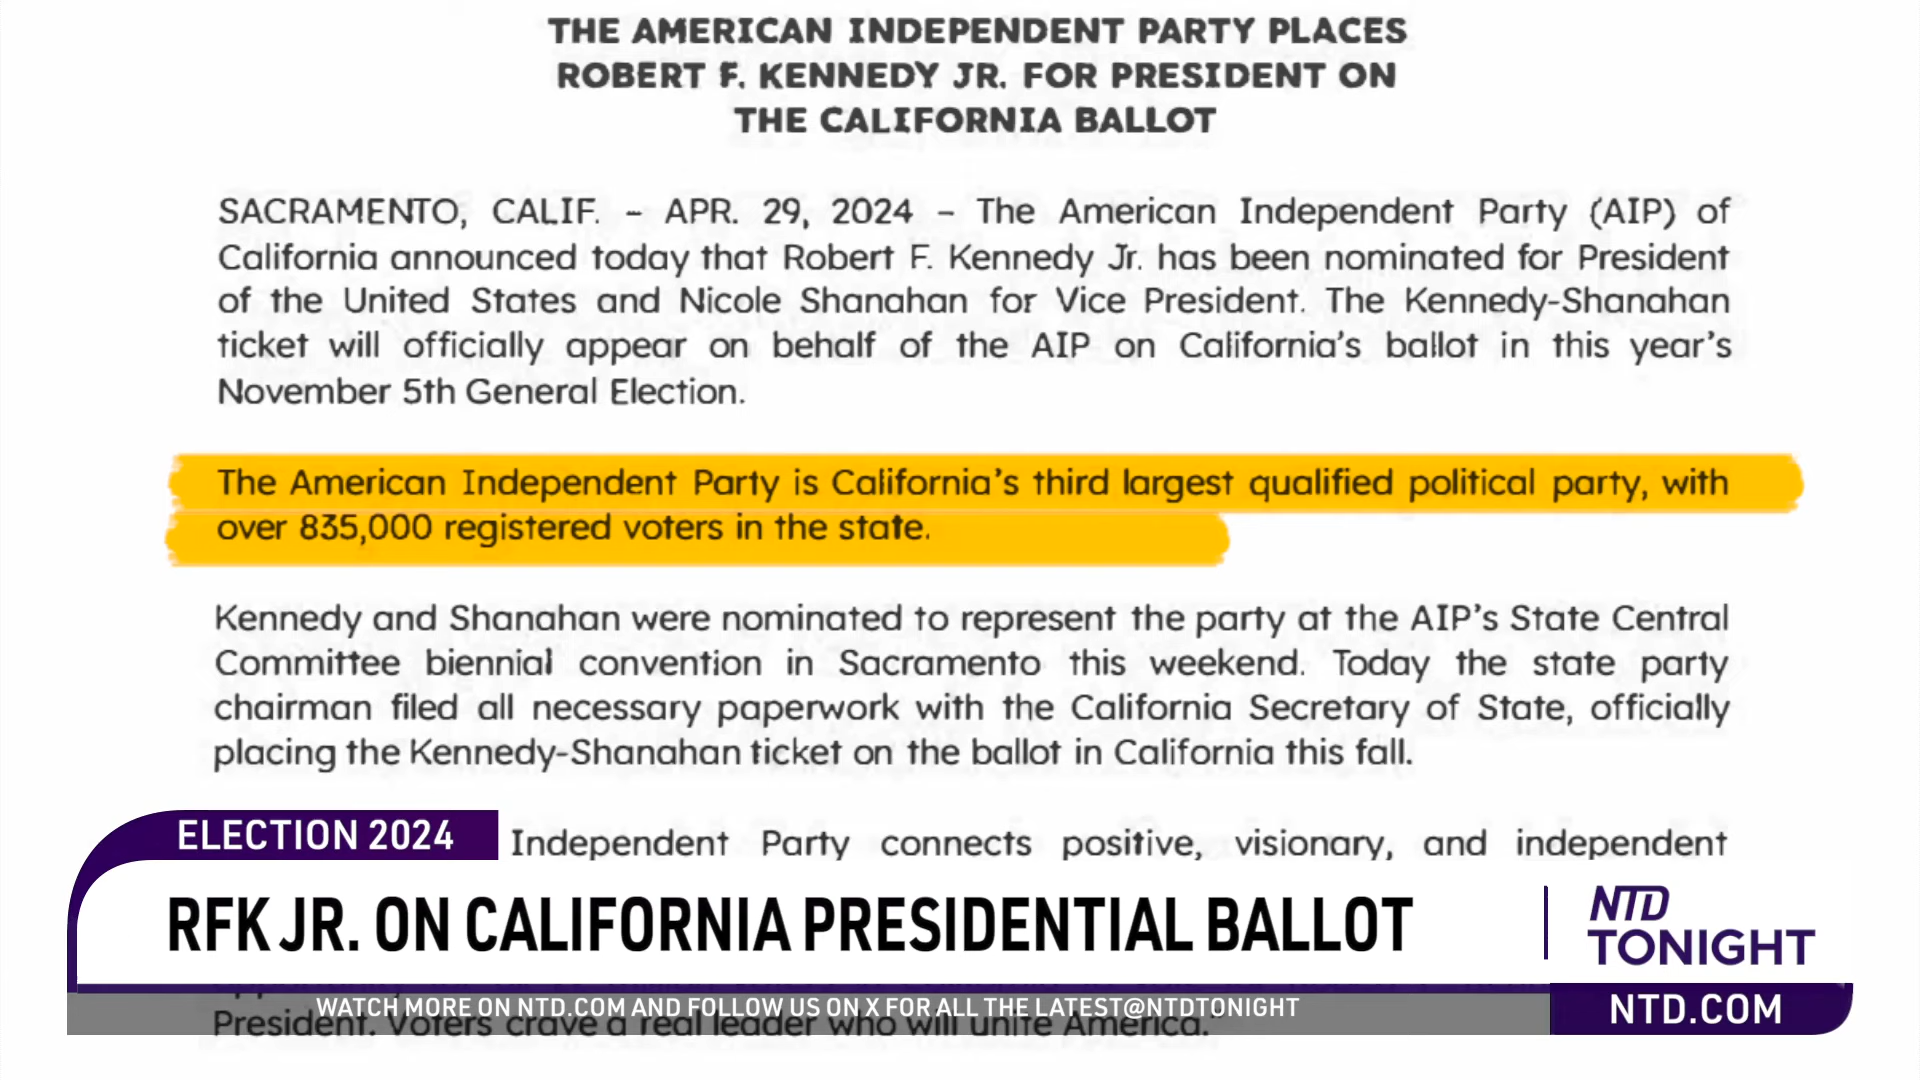 THE AMERICAN INDEPENDENT PARTY PLACES
ROBERT F. KENNEDY JR. FOR PRESIDENT ON
THE CALIFORNIA BALLOT
SACRAMENTO, CALIF. – APR. 29, 2024 – The American Independent Party (AIP) of
California announced today that Robert F. Kennedy Jr. has been nominated for President
of the United States and Nicole Shanahan for Vice President. The Kennedy-Shanahan
ticket will officially appear on behalf of the AIP on California's ballot in this year's
November 5th General Election.
The American Independent Party is California's third largest qualified political party, with
over 835,000 registered voters in the state.
Kennedy and Shanahan were nominated to represent the party at the AIP's State Central
Committee biennial convention in Sacramento this weekend. Today the state party
chairman filed all necessary paperwork with the California Secretary of State, officially
placing the Kennedy-Shanahan ticket on the ballot in California this fall.
ELECTION 2024
Independent Party connects positive, visionary, and independent
RFK JR. ON CALIFORNIA PRESIDENTIAL BALLOT
NTD
TONIGHT
WATCH MORE ON NTD.COM AND FOLLOW US ON X FOR ALL THE LATEST@NTDTONIGHT
NTD.COM
President. Voters crave a real leader who will unite America."